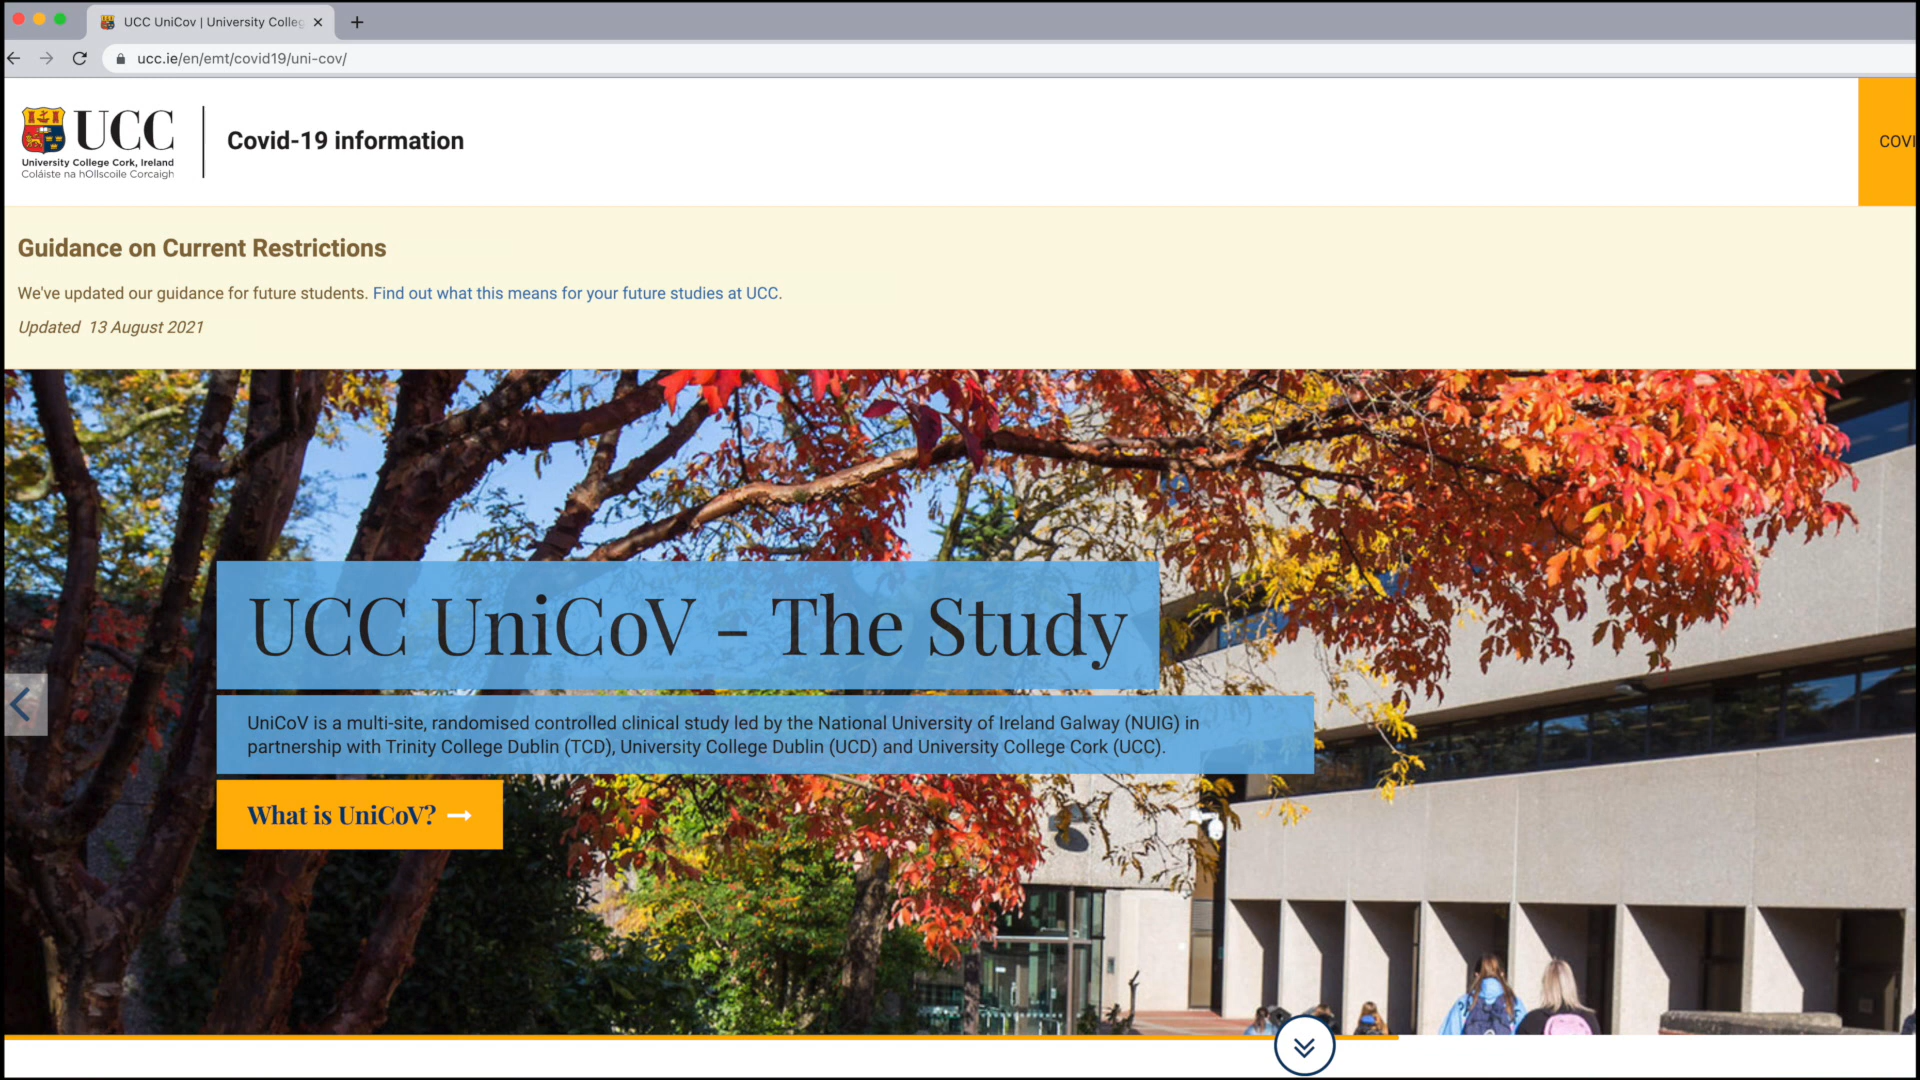 UCC UniCov | University Colleg
ucc.ie/en/emt/covid19/uni-cov/
UCC
University College Cork, Ireland
Coláiste na hOllscoile Corcaigh
Covid-19 information
COVI
Guidance on Current Restrictions
We've updated our guidance for future students. Find out what this means for your future studies at UCC.
Updated 13 August 2021
UCC UniCoV – The Study
UniCoV is a multi-site, randomised controlled clinical study led by the National University of Ireland Galway (NUIG) in
partnership with Trinity College Dublin (TCD), University College Dublin (UCD) and University College Cork (UCC).
What is UniCoV? →